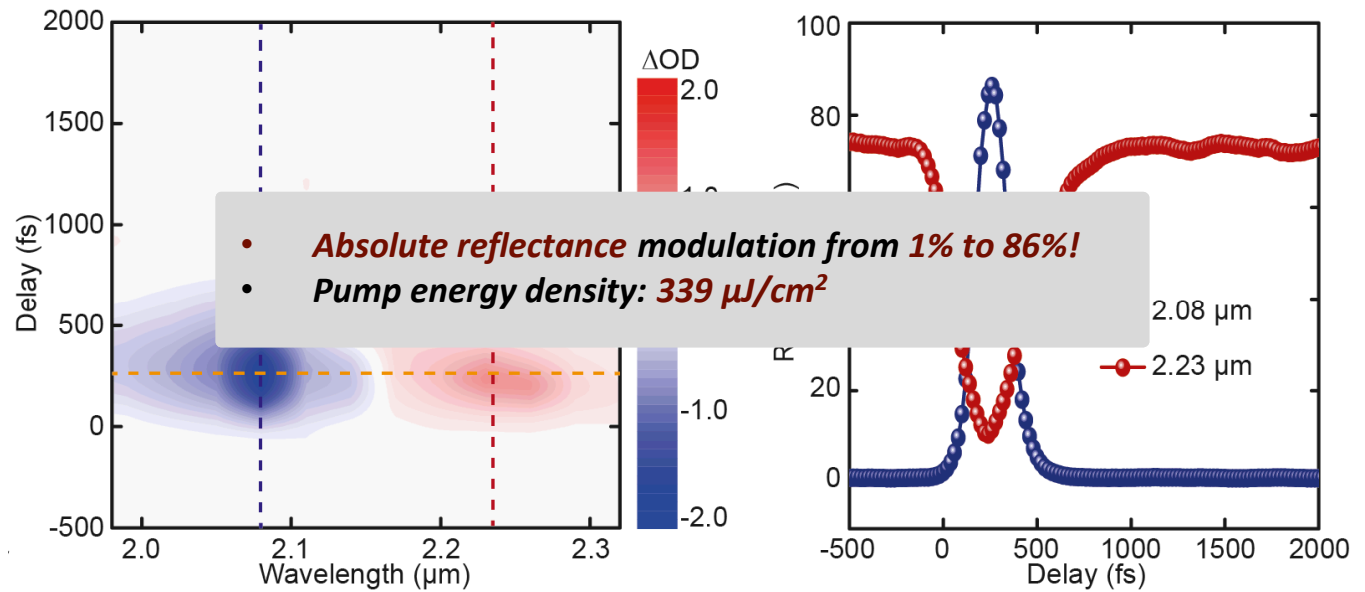 2000
1500
1000
500
0
-500
Delay (fs)
2.0
2.1
2.2
2.3
Wavelength (µm)
ΔOD
2.0
-1.0
-2.0
• Absolute reflectance modulation from 1% to 86%!
• Pump energy density: 339 µJ/cm²
100
80
20
0
2.08 µm
2.23 µm
-500
0
500
1000
1500
2000
Delay (fs)